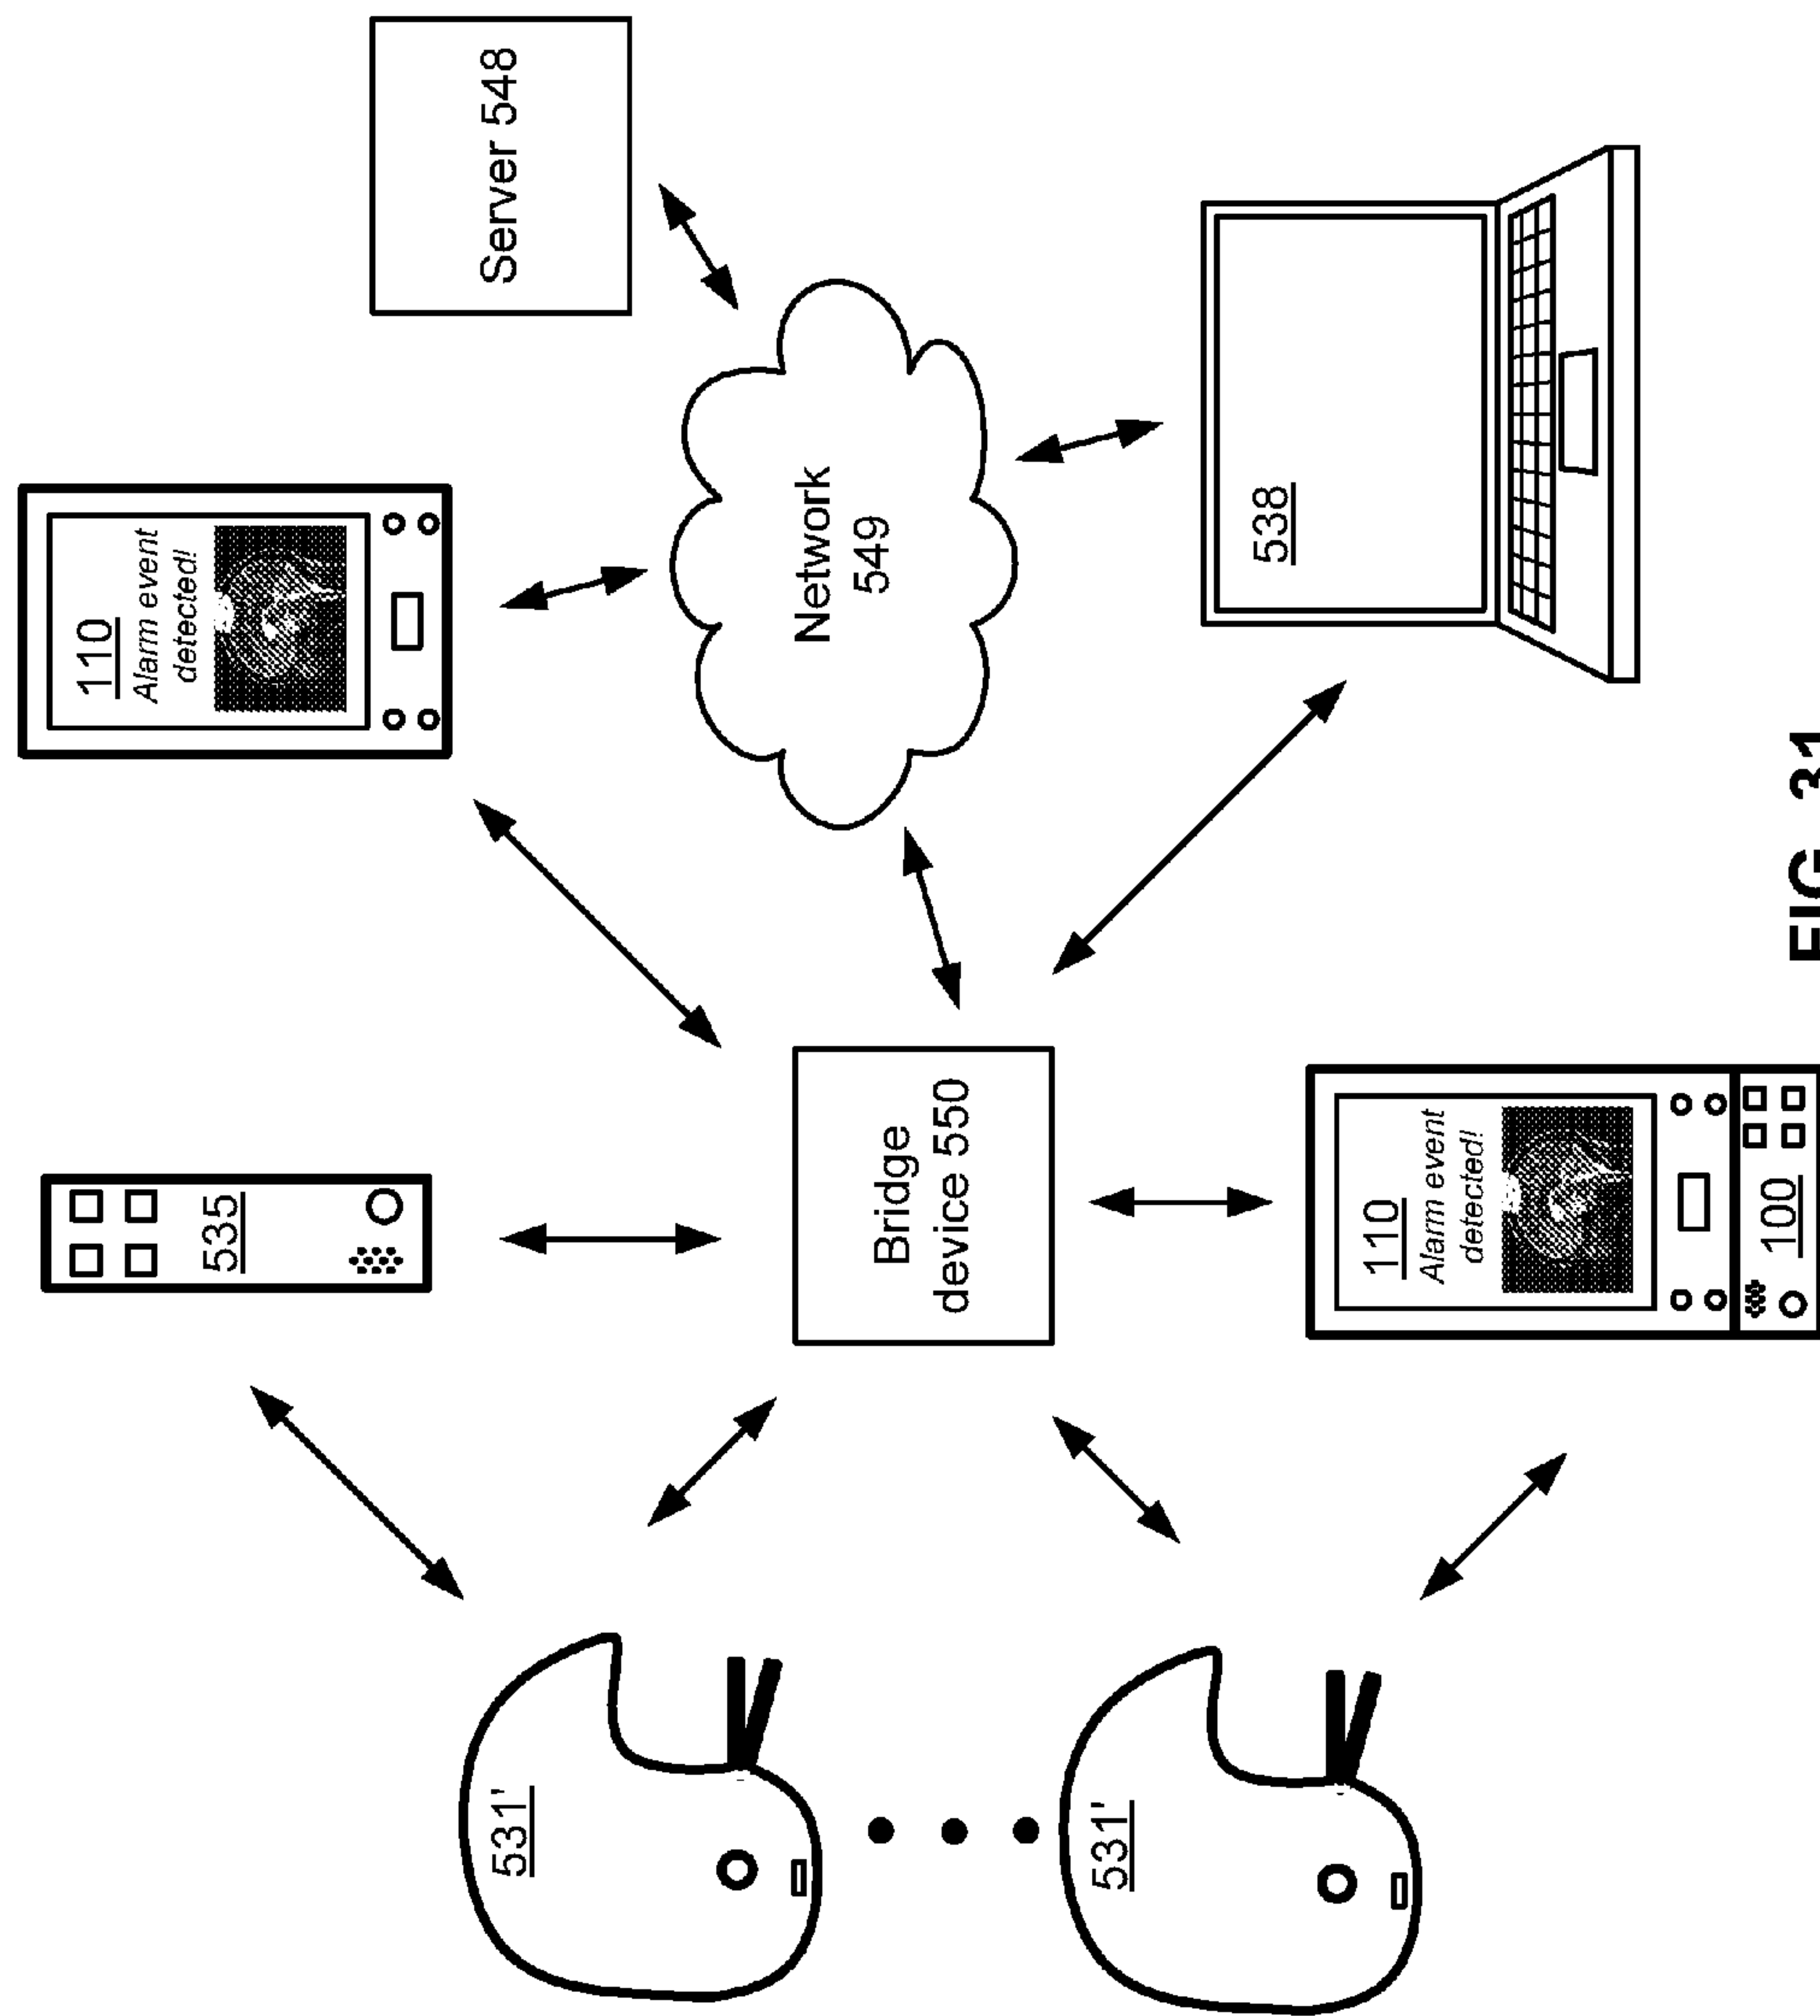 110
Alarm event
detected!
535
Server 548
531'
Network
549
Bridge
device 550
531'
538
110
Alarm event
detected!
100
FIG. 31